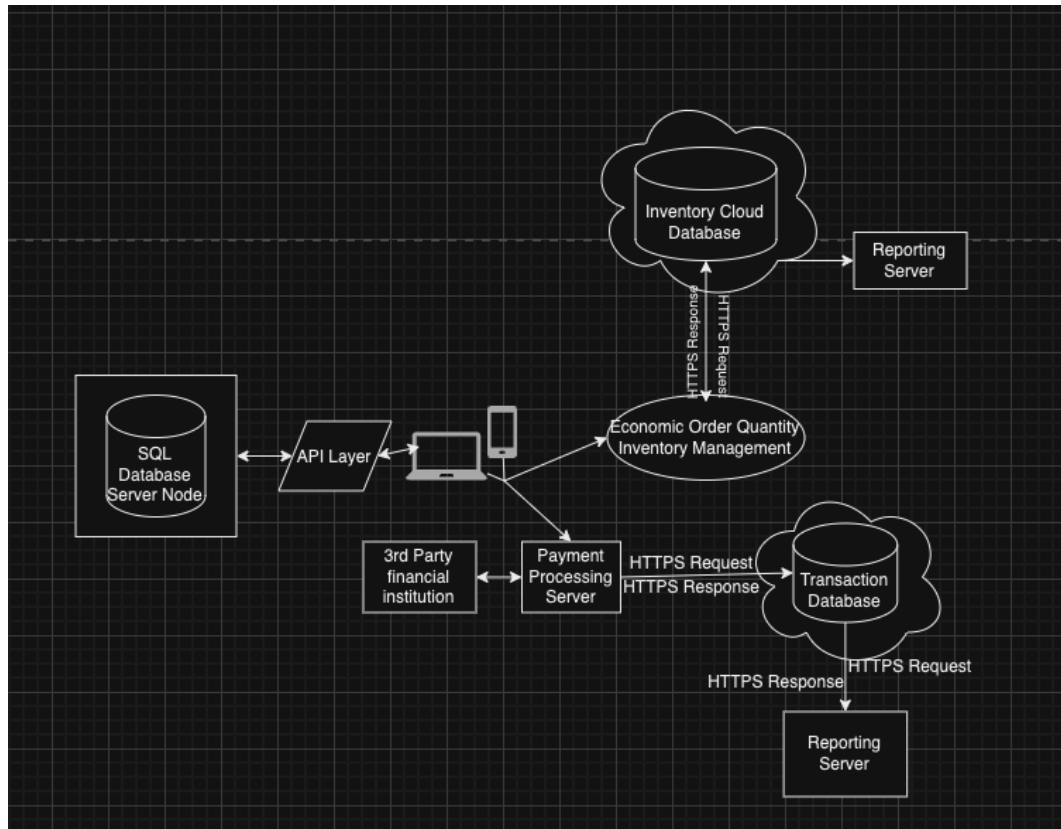 Inventory Cloud
Database
Reporting
Server
HTTPS Response
HTTPS Request
Economic Order Quantity
Inventory Management
SQL
Database
Server Node
API Layer
3rd Party
financial
institution
Payment
Processing
Server
HTTPS Request
HTTPS Response
Transaction
Database
HTTPS Request
HTTPS Response
Reporting
Server